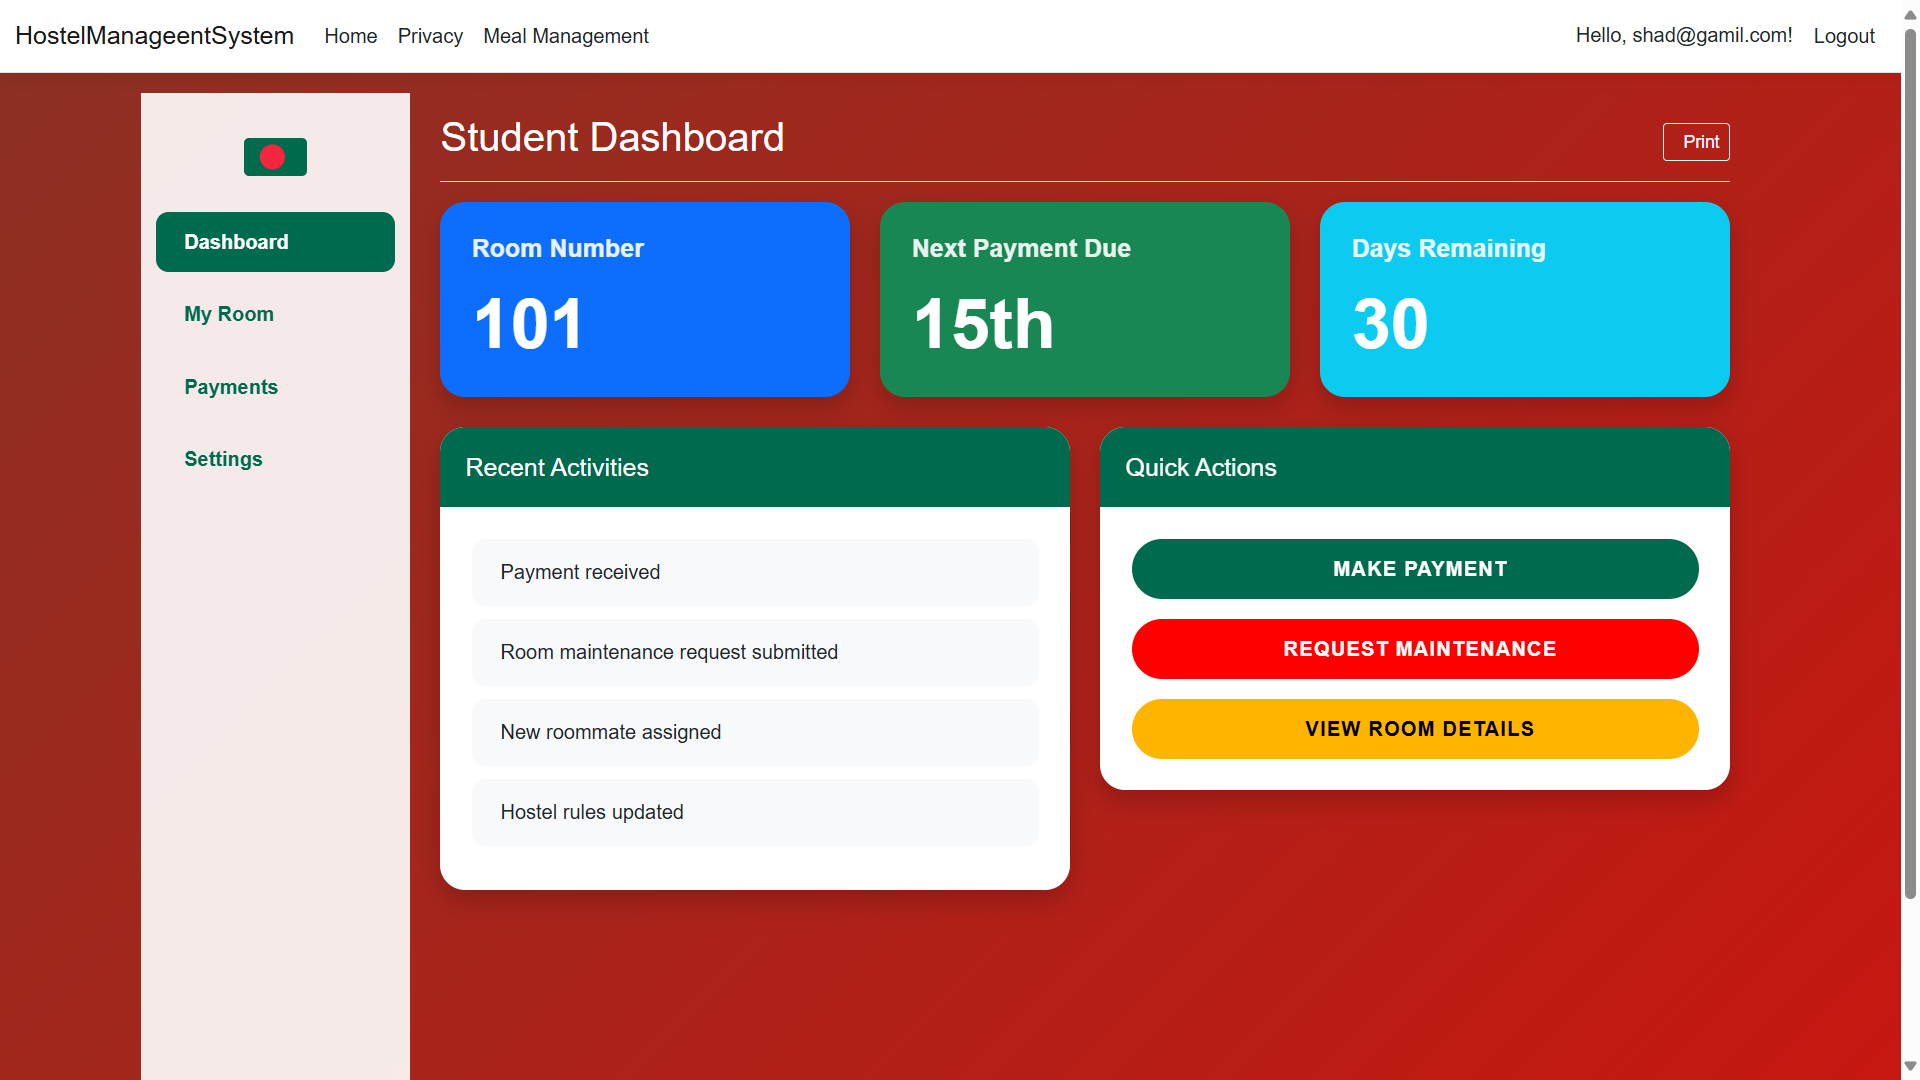 HostelManageentSystem Home Privacy Meal Management Hello, shad@gamil.com! Logout
Dashboard
My Room
Payments
Settings
Student Dashboard
Print
Room Number
101
Next Payment Due
15th
Days Remaining
30
Recent Activities
Payment received
Room maintenance request submitted
New roommate assigned
Hostel rules updated
Quick Actions
MAKE PAYMENT
REQUEST MAINTENANCE
VIEW ROOM DETAILS